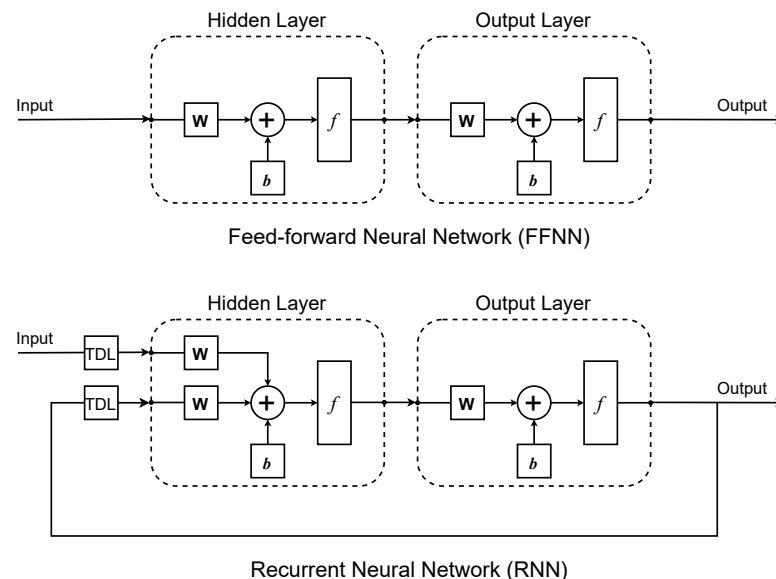 Hidden Layer
Output Layer
Input
W
+
f
W
+
f
Output
b
b
Feed-forward Neural Network (FFNN)
Hidden Layer
Output Layer
Input
TDL
W
TDL
W
+
f
W
+
f
Output
b
b
Recurrent Neural Network (RNN)